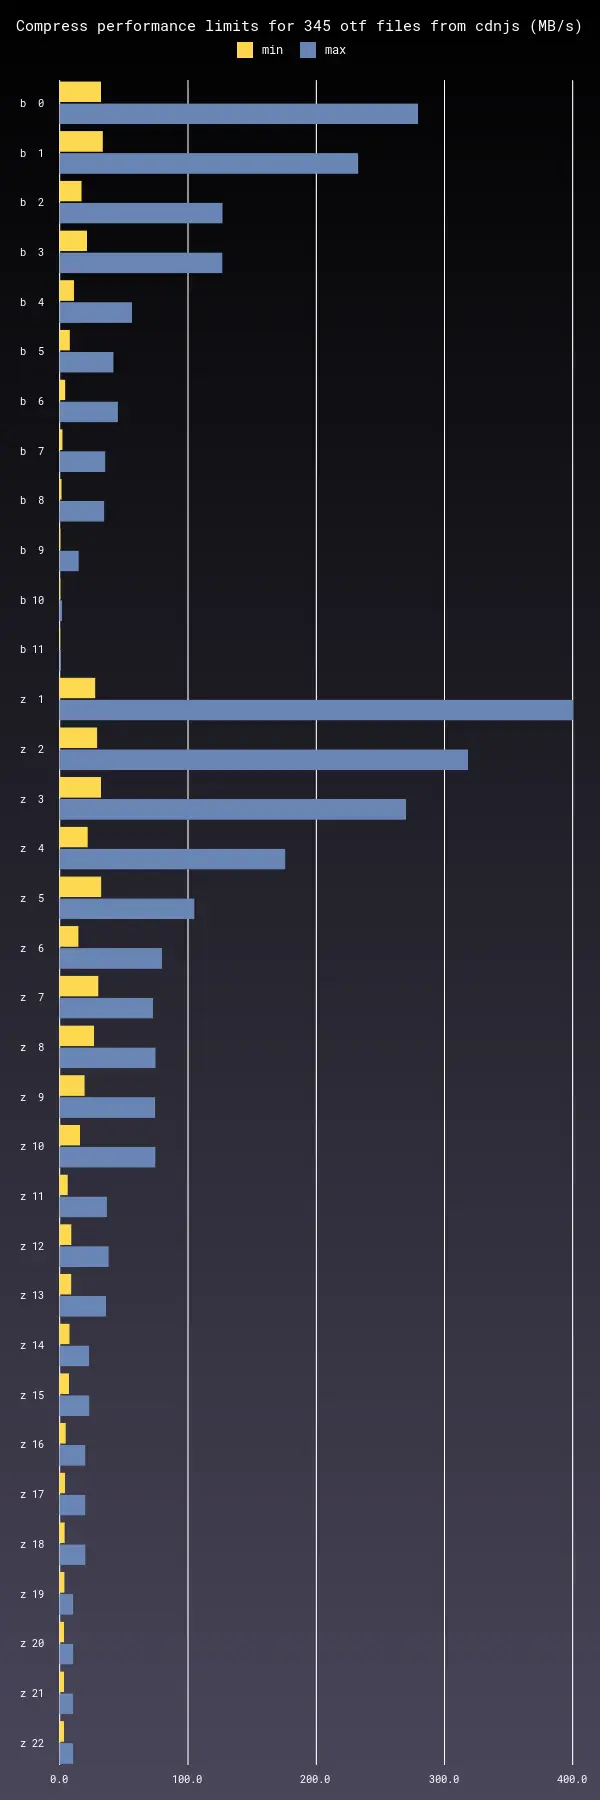 Compress performance limits for 345 otf files from cdnjs (MB/s)
min max
b 0
b 1
b 2
b 3
b 4
b 5
b 6
b 7
b 8
b 9
b 10
b 11
z 1
z 2
z 3
z 4
z 5
z 6
z 7
z 8
z 9
z 10
z 11
z 12
z 13
z 14
z 15
z 16
z 17
z 18
z 19
z 20
z 21
z 22
0.0 100.0 200.0 300.0 400.0